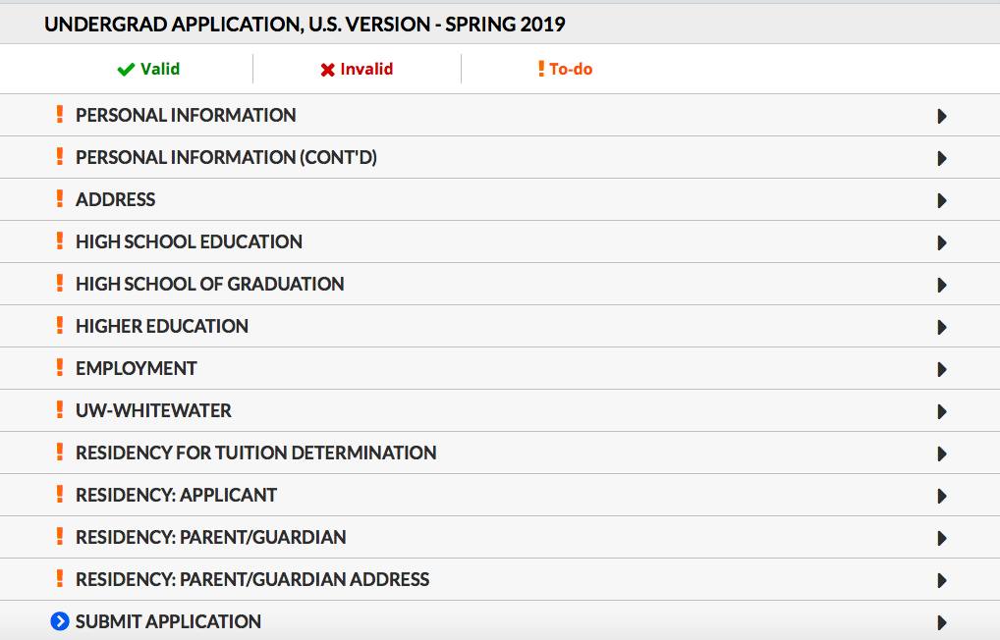 UNDERGRAD APPLICATION, U.S. VERSION - SPRING 2019
Valid Invalid To-do
PERSONAL INFORMATION
PERSONAL INFORMATION (CONT'D)
ADDRESS
HIGH SCHOOL EDUCATION
HIGH SCHOOL OF GRADUATION
HIGHER EDUCATION
EMPLOYMENT
UW-WHITEWATER
RESIDENCY FOR TUITION DETERMINATION
RESIDENCY: APPLICANT
RESIDENCY: PARENT/GUARDIAN
RESIDENCY: PARENT/GUARDIAN ADDRESS
SUBMIT APPLICATION